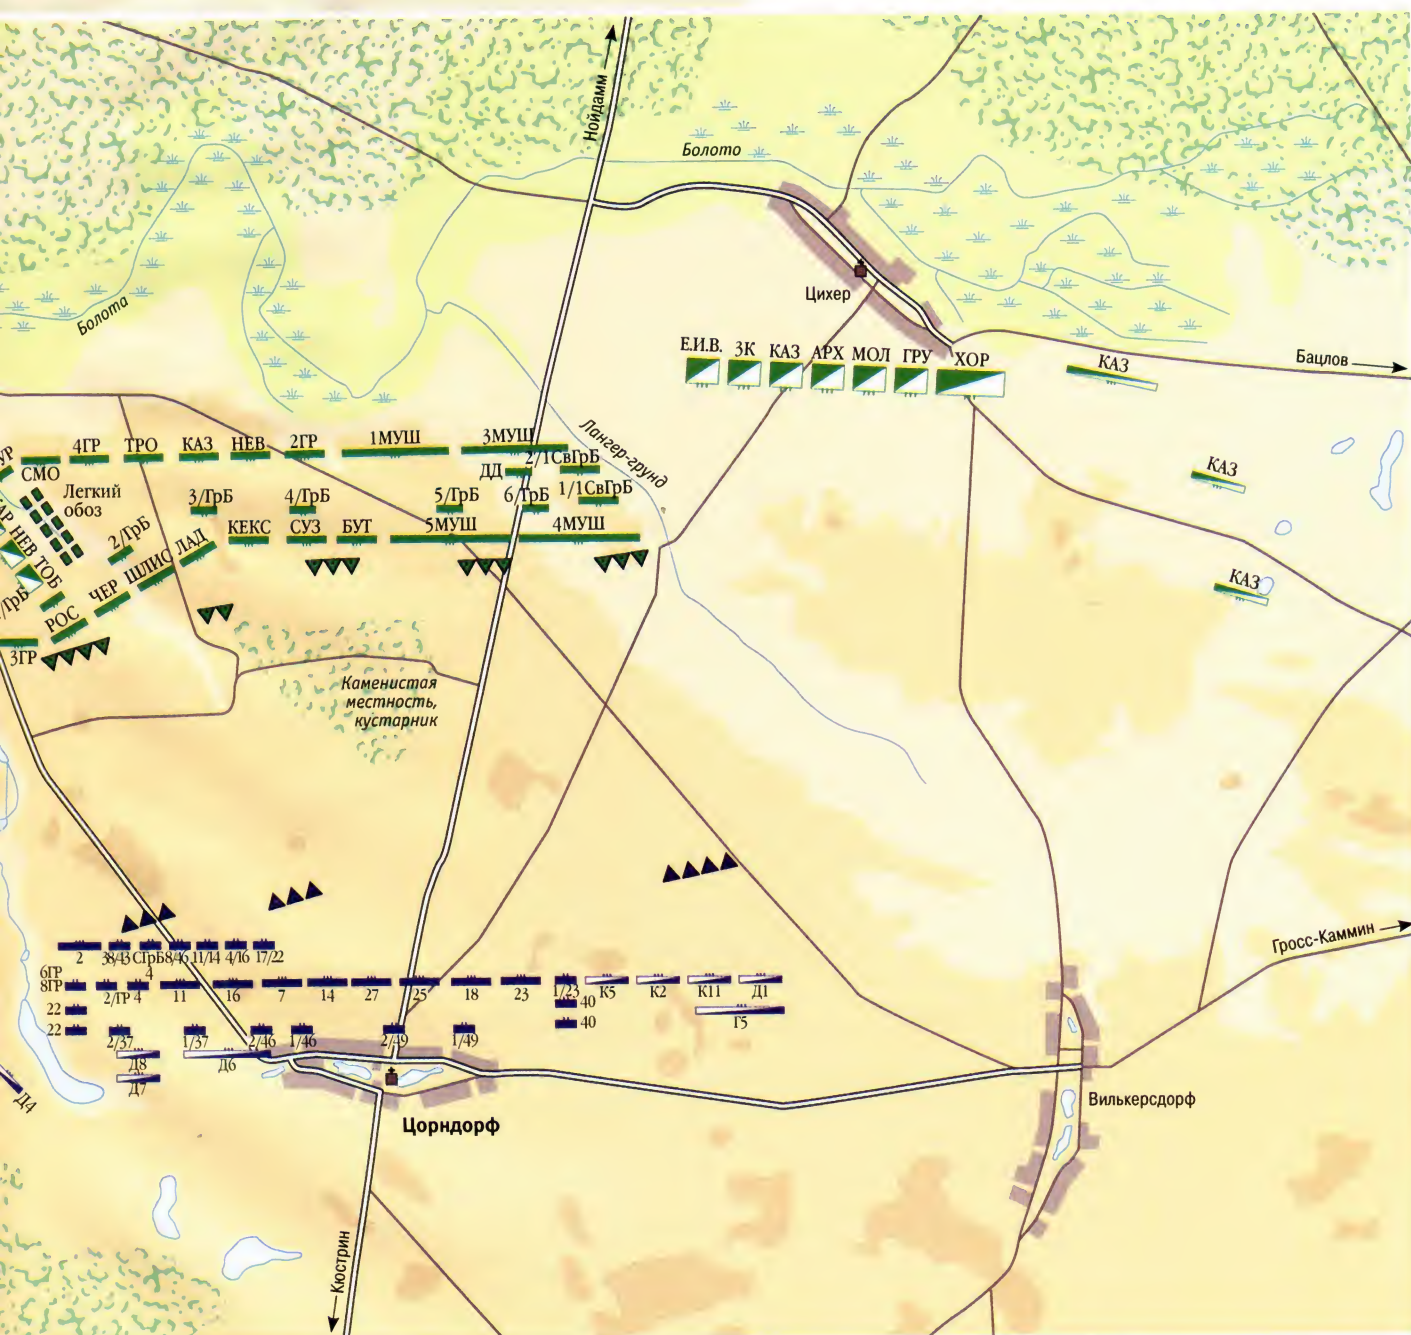 Нойдамм
Болото
Болота
Цихер
Бацлов
Е.И.В.
3К
КАЗ
АРХ
МОЛ
ГРУ
ХОР
КАЗ
КАЗ
КАЗ
Лангер-грунд
СМО
4ГР
ТРО
КАЗ
НЕВ
2ГР
1МУШ
3МУШ
ДД
2/1СвГрБ
1/1СвГрБ
Легкий
обоз
2/ГрБ
3/ГрБ
4/ГрБ
5/ГрБ
6/ГрБ
НЕВ
ТОБ
РОС
ЧЕР
ШЛИС
ЛАД
КЕКС
СУЗ
БУТ
5МУШ
4МУШ
3ГР
Каменистая
местность,
кустарник
2
38/43
СГрБ
4
8/46
11/14
4/16
17/22
6ГР
8ГР
2/ГР
4
11
16
7
14
27
25
18
23
1/23
К5
К2
К11
Д1
22
40
Г5
22
40
2/37
1/37
2/46
1/46
2/49
1/49
Д8
Д6
Д7
Д4
Цорндорф
Вилькерсдорф
Гросс-Каммин
Кюстрин